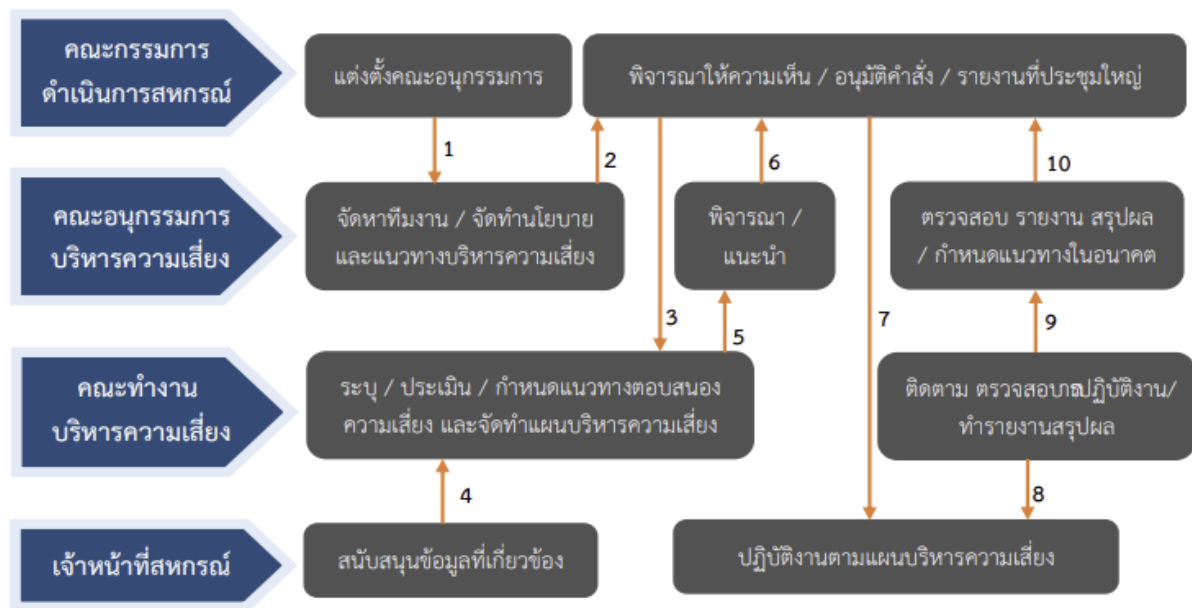 คณะกรรมการ
ดำเนินการสหกรณ์
แต่งตั้งคณะอนุกรรมการ
พิจารณาให้ความเห็น / อนุมัติคำสั่ง / รายงานที่ประชุมใหญ่
1
2
6
10
คณะอนุกรรมการ
บริหารความเสี่ยง
จัดหาทีมงาน / จัดทำนโยบาย
และแนวทางบริหารความเสี่ยง
พิจารณา /
แนะนำ
ตรวจสอบ รายงาน สรุปผล
/ กำหนดแนวทางในอนาคต
3
5
7
9
คณะทำงาน
บริหารความเสี่ยง
ระบุ / ประเมิน / กำหนดแนวทางตอบสนอง
ความเสี่ยง และจัดทำแผนบริหารความเสี่ยง
ติดตาม ตรวจสอบการปฏิบัติงาน/
ทำรายงานสรุปผล
4
8
เจ้าหน้าที่สหกรณ์
สนับสนุนข้อมูลที่เกี่ยวข้อง
ปฏิบัติงานตามแผนบริหารความเสี่ยง